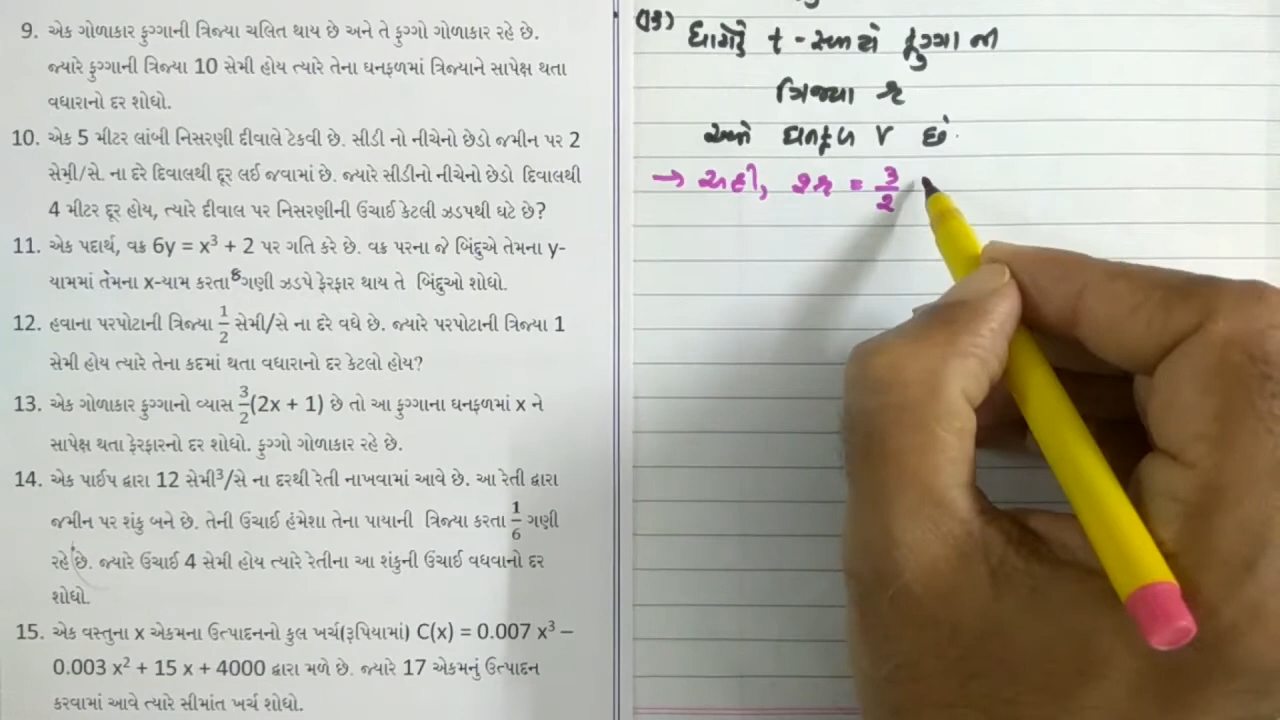 9. એક ગોળાકાર ફુગ્ગાની ત્રિજ્યા ચલિત થાય છે અને તે ફુગ્ગો ગોળાકાર રહે છે.
જ્યારે ફુગ્ગાની ત્રિજ્યા 10 સેમી હોય ત્યારે તેના ઘનફળમાં ત્રિજ્યાને સાપેક્ષ થતા
વધારાનો દર શોધો.
10. એક 5 મીટર લાંબી નિસરણી દીવાલે ટેકવી છે. સીડી નો નીચેનો છેડો જમીન પર 2
સેમી/સે. ના દરે દિવાલથી દૂર લઈ જવામાં છે. જ્યારે સીડીનો નીચેનો છેડો દિવાલથી
4 મીટર દૂર હોય, ત્યારે દીવાલ પર નિસરણીની ઉંચાઈ કેટલી ઝડપથી ઘટે છે?
11. એક પદાર્થ, વક્ર 6y = x³ + 2 પર ગતિ કરે છે. વક્ર પરના જે બિંદુએ તેમના y-
યામમાં તેમના x-યામ કરતા 8 ગણી ઝડપે ફેરફાર થાય તે બિંદુઓ શોધો.
12. હવાના પરપોટાની ત્રિજ્યા 1/2 સેમી/સે ના દરે વધે છે. જ્યારે પરપોટાની ત્રિજ્યા 1
સેમી હોય ત્યારે તેના કદમાં થતા વધારાનો દર કેટલો હોય?
13. એક ગોળાકાર ફુગ્ગાનો વ્યાસ 3/2(2x + 1) છે તો આ ફુગ્ગાના ઘનફળમાં x ને
સાપેક્ષ થતા ફેરફારનો દર શોધો. ફુગ્ગો ગોળાકાર રહે છે.
14. એક પાઈપ દ્વારા 12 સેમી³/સે ના દરથી રેતી નાખવામાં આવે છે. આ રેતી દ્વારા
જમીન પર શંકુ બને છે. તેની ઉંચાઈ હંમેશા તેના પાયાની ત્રિજ્યા કરતા 1/6 ગણી
રહે છે. જ્યારે ઉંચાઈ 4 સેમી હોય ત્યારે રેતીના આ શંકુની ઉંચાઈ વધવાનો દર
શોધો.
15. એક વસ્તુના x એકમના ઉત્પાદનનો કુલ ખર્ચ(રૂપિયામાં) C(x) = 0.007 x³ –
0.003 x² + 15 x + 4000 દ્વારા મળે છે. જ્યારે 17 એકમનું ઉત્પાદન
કરવામાં આવે ત્યારે સીમાંત ખર્ચ શોધો.
(13) ધારોકે t - સમયે ફુગ્ગા ની
ત્રિજ્યા r
અને ઘનફળ V છે.
→ અહી, 2r = 3/2